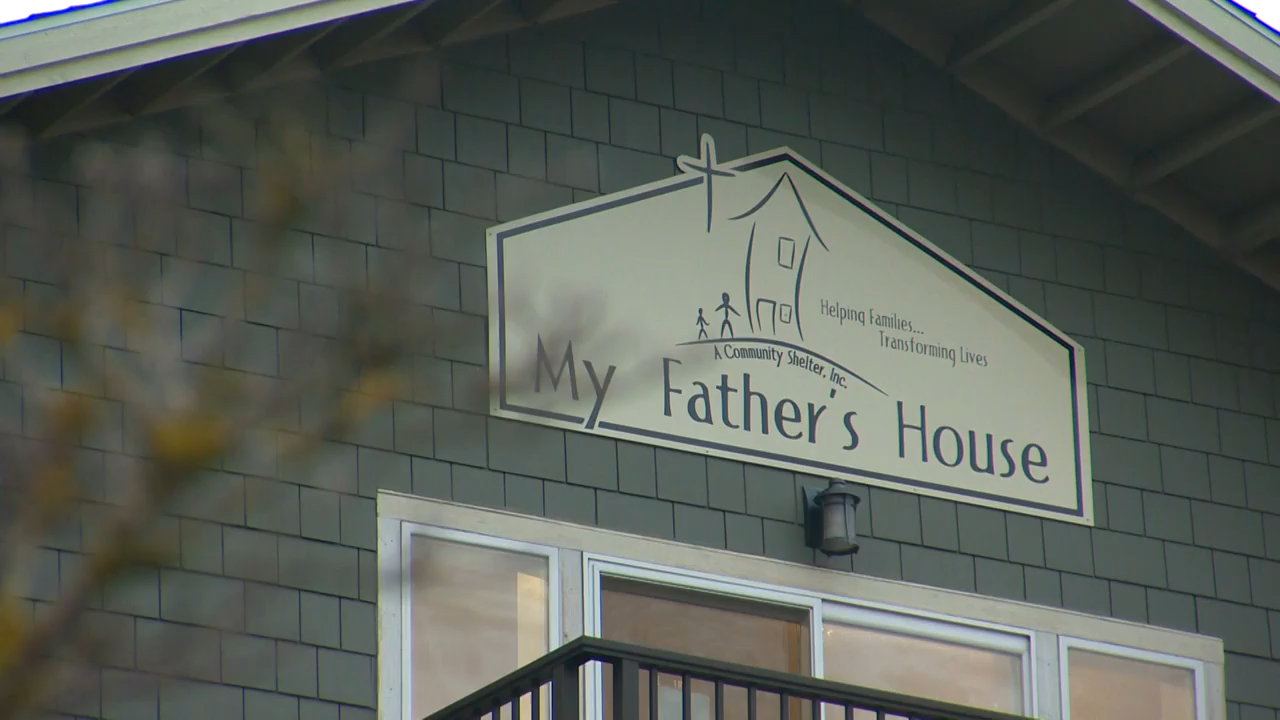 Helping Families...
Transforming Lives
A Community Shelter, Inc.
My Father's House